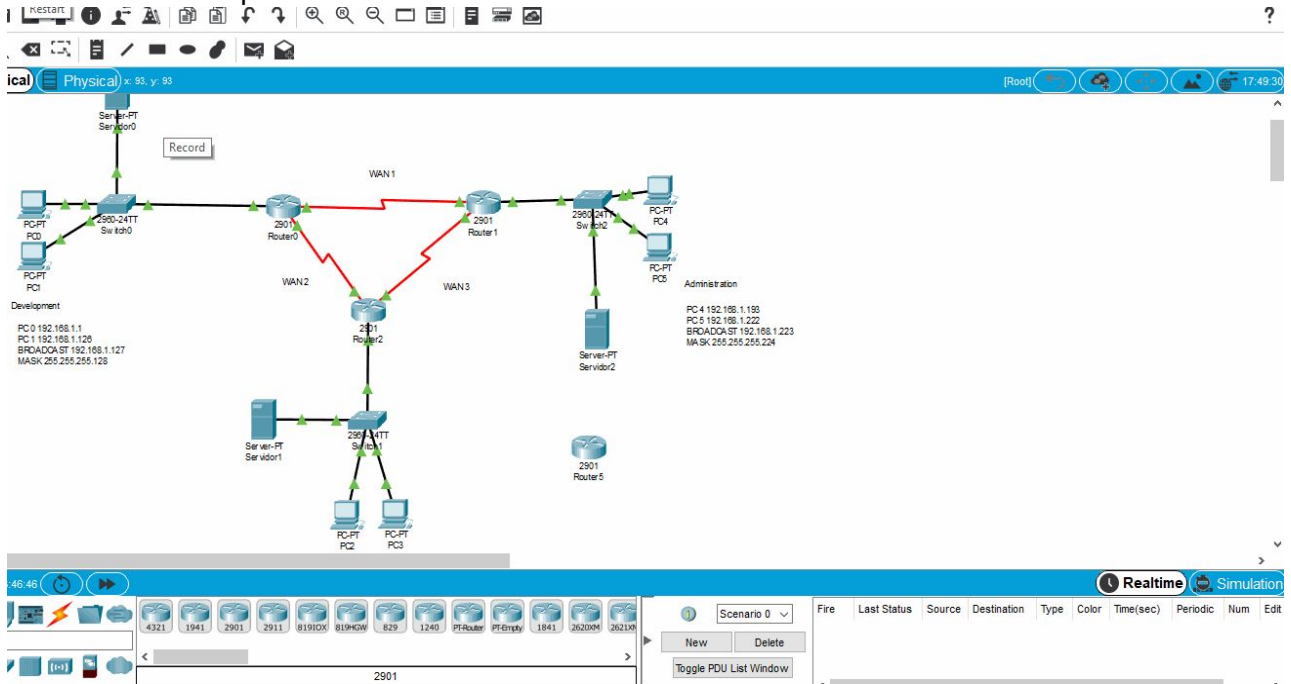 Restart
?
ical
Physical x: 93, y: 93
[Root]
17:49:30
Server-PT
Servidor0
Record
WAN1
2960-24TT
Switch0
2901
Router0
2901
Router1
2960-24TT
Switch2
PC-PT
PC4
PC-PT
PC0
PC-PT
PC1
PC-PT
PC5
WAN2
WAN3
Development
PC 0 192.168.1.1
PC 1 192.168.1.126
BROADCAST 192.168.1.127
MASK 255.255.255.128
Administration
PC 4 192.168.1.193
PC 5 192.168.1.222
BROADCAST 192.168.1.223
MASK 255.255.255.224
2901
Router2
Server-PT
Servidor2
Server-PT
Servidor1
2960-24TT
Switch1
2901
Router5
PC-PT
PC2
PC-PT
PC3
:46:46
Realtime
Simulation
4321 1941 2901 2911 819IOX 819HGW 829 1240 PT-Router PT-Empty 1841 2620XM 2621XM
2901
Scenario 0
New Delete
Toggle PDU List Window
Fire Last Status Source Destination Type Color Time(sec) Periodic Num Edit